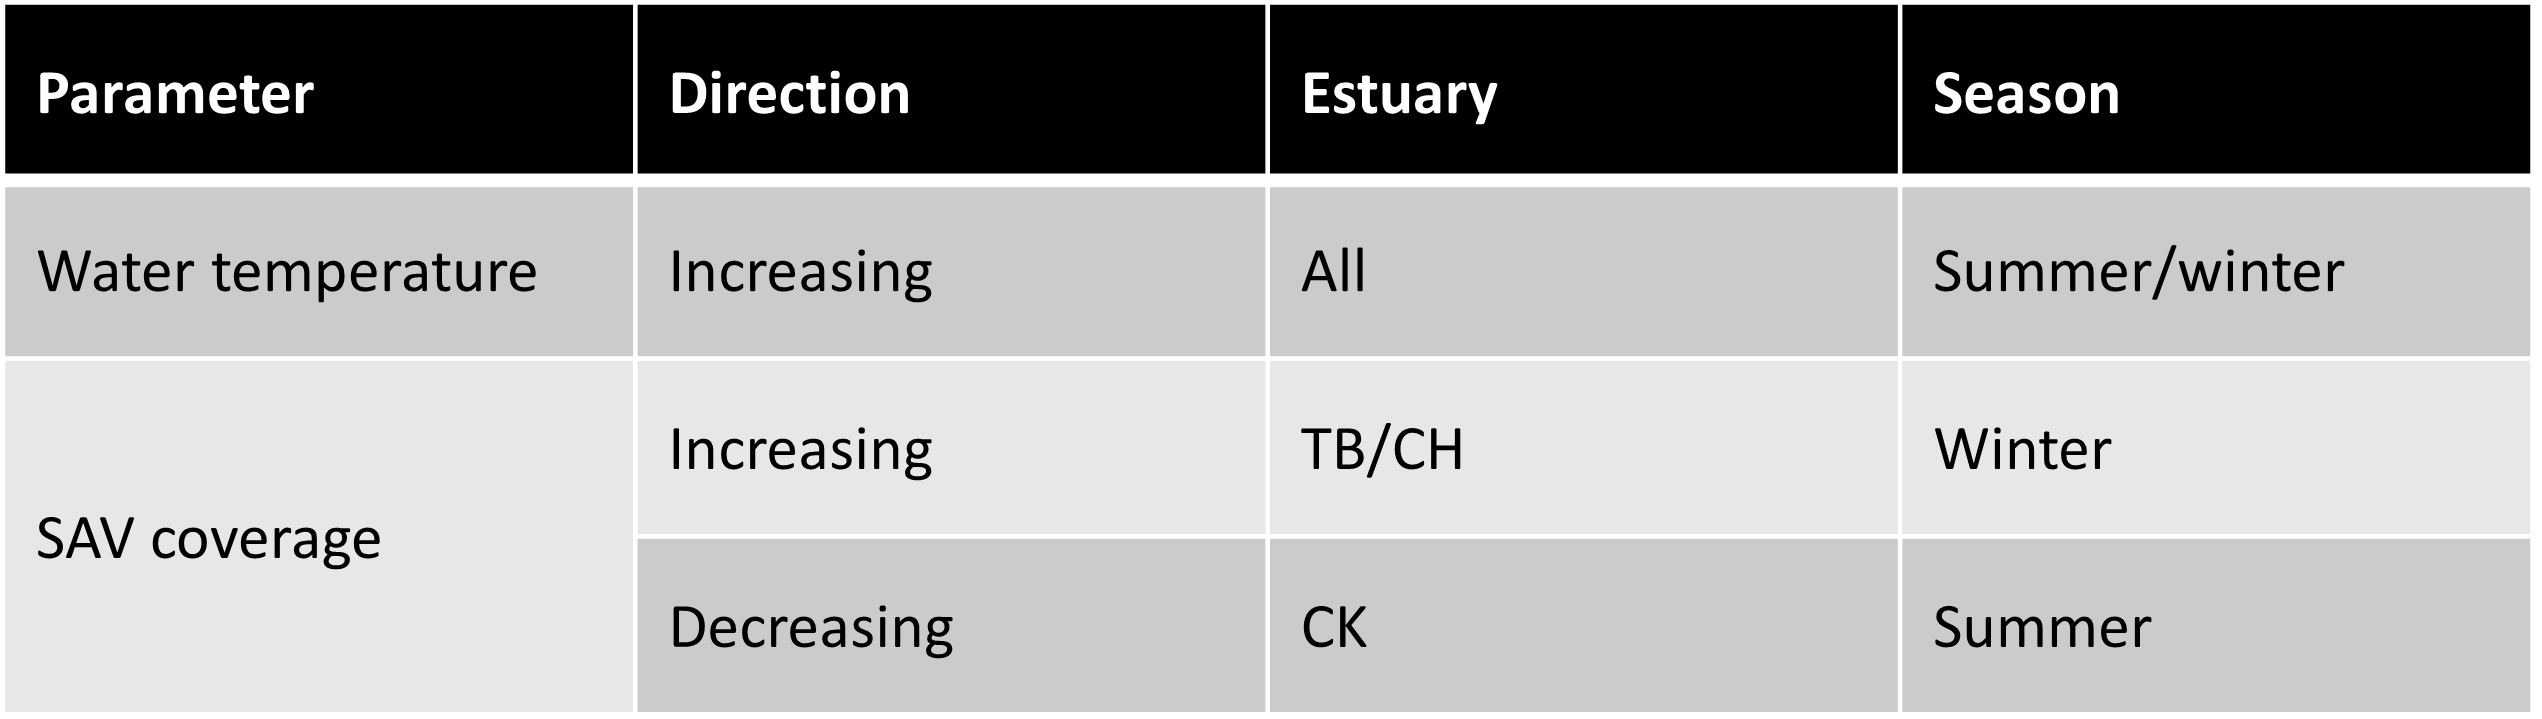 Parameter Direction Estuary Season
Water temperature Increasing All Summer/winter
SAV coverage Increasing TB/CH Winter
Decreasing CK Summer